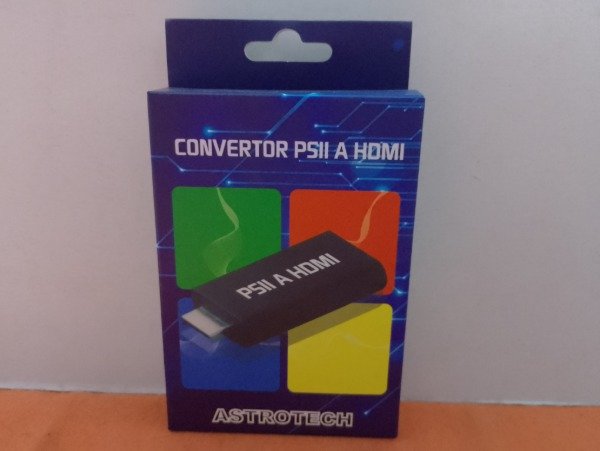 CONVERTOR PSII A HDMI
PSII A HDMI
ASTROTECH